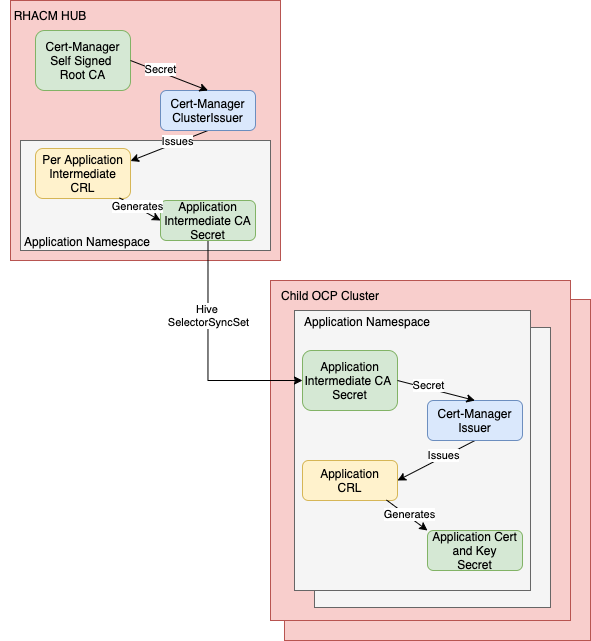 RHACM HUB
Cert-Manager
Self Signed
Root CA
Secret
Cert-Manager
ClusterIssuer
Issues
Per Application
Intermediate
CRL
Generates
Application
Intermediate CA
Secret
Application Namespace
Hive
SelectorSyncSet
Child OCP Cluster
Application Namespace
Application
Intermediate CA
Secret
Secret
Cert-Manager
Issuer
Issues
Application
CRL
Generates
Application Cert
and Key
Secret